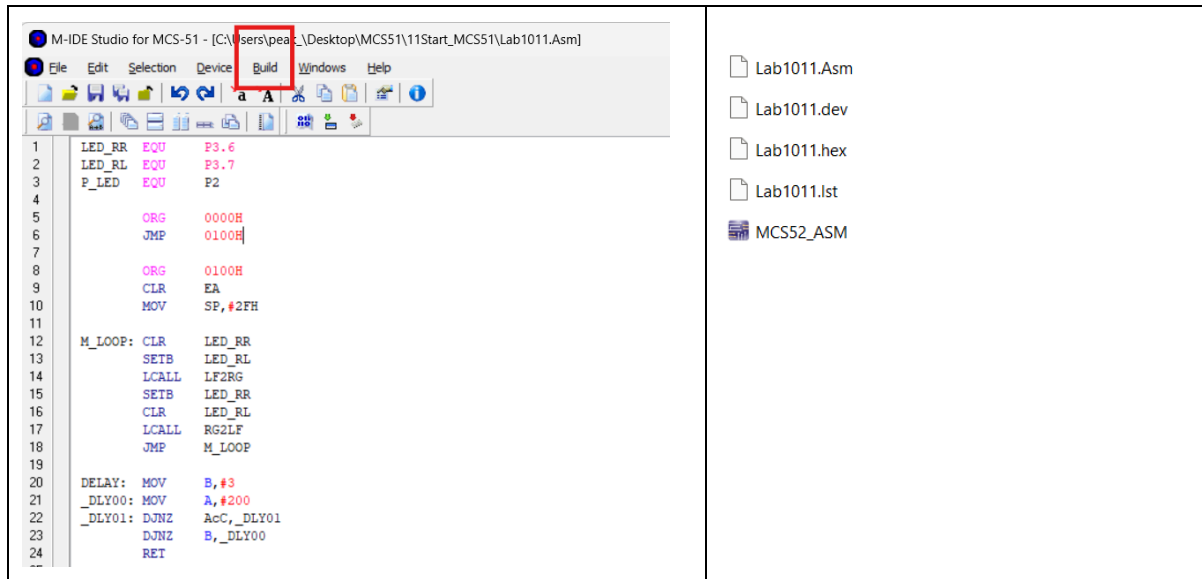 M-IDE Studio for MCS-51 - [C:\Users\peak_\Desktop\MCS51\11Start_MCS51\Lab1011.Asm]
File Edit Selection Device Build Windows Help
1 LED_RR EQU P3.6
2 LED_RL EQU P3.7
3 P_LED EQU P2
4
5 ORG 0000H
6 JMP 0100H
7
8 ORG 0100H
9 CLR EA
10 MOV SP,#2FH
11
12 M_LOOP: CLR LED_RR
13 SETB LED_RL
14 LCALL LF2RG
15 SETB LED_RR
16 CLR LED_RL
17 LCALL RG2LF
18 JMP M_LOOP
19
20 DELAY: MOV B,#3
21 _DLY00: MOV A,#200
22 _DLY01: DJNZ AcC,_DLY01
23 DJNZ B,_DLY00
24 RET
Lab1011.Asm
Lab1011.dev
Lab1011.hex
Lab1011.lst
MCS52_ASM